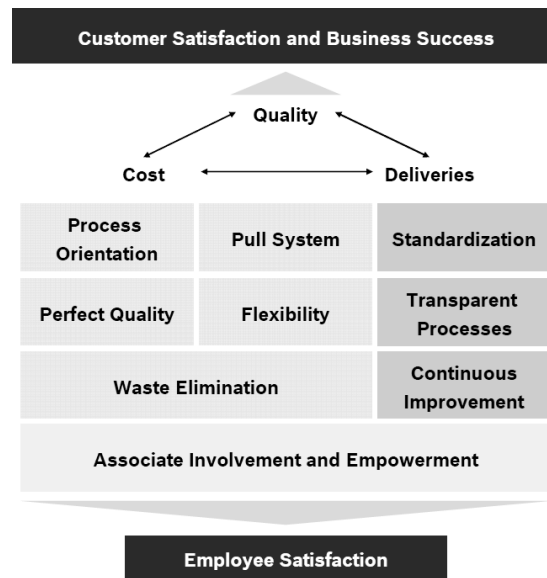 Customer Satisfaction and Business Success
Quality
Cost
Deliveries
Process
Orientation
Pull System
Standardization
Perfect Quality
Flexibility
Transparent
Processes
Waste Elimination
Continuous
Improvement
Associate Involvement and Empowerment
Employee Satisfaction